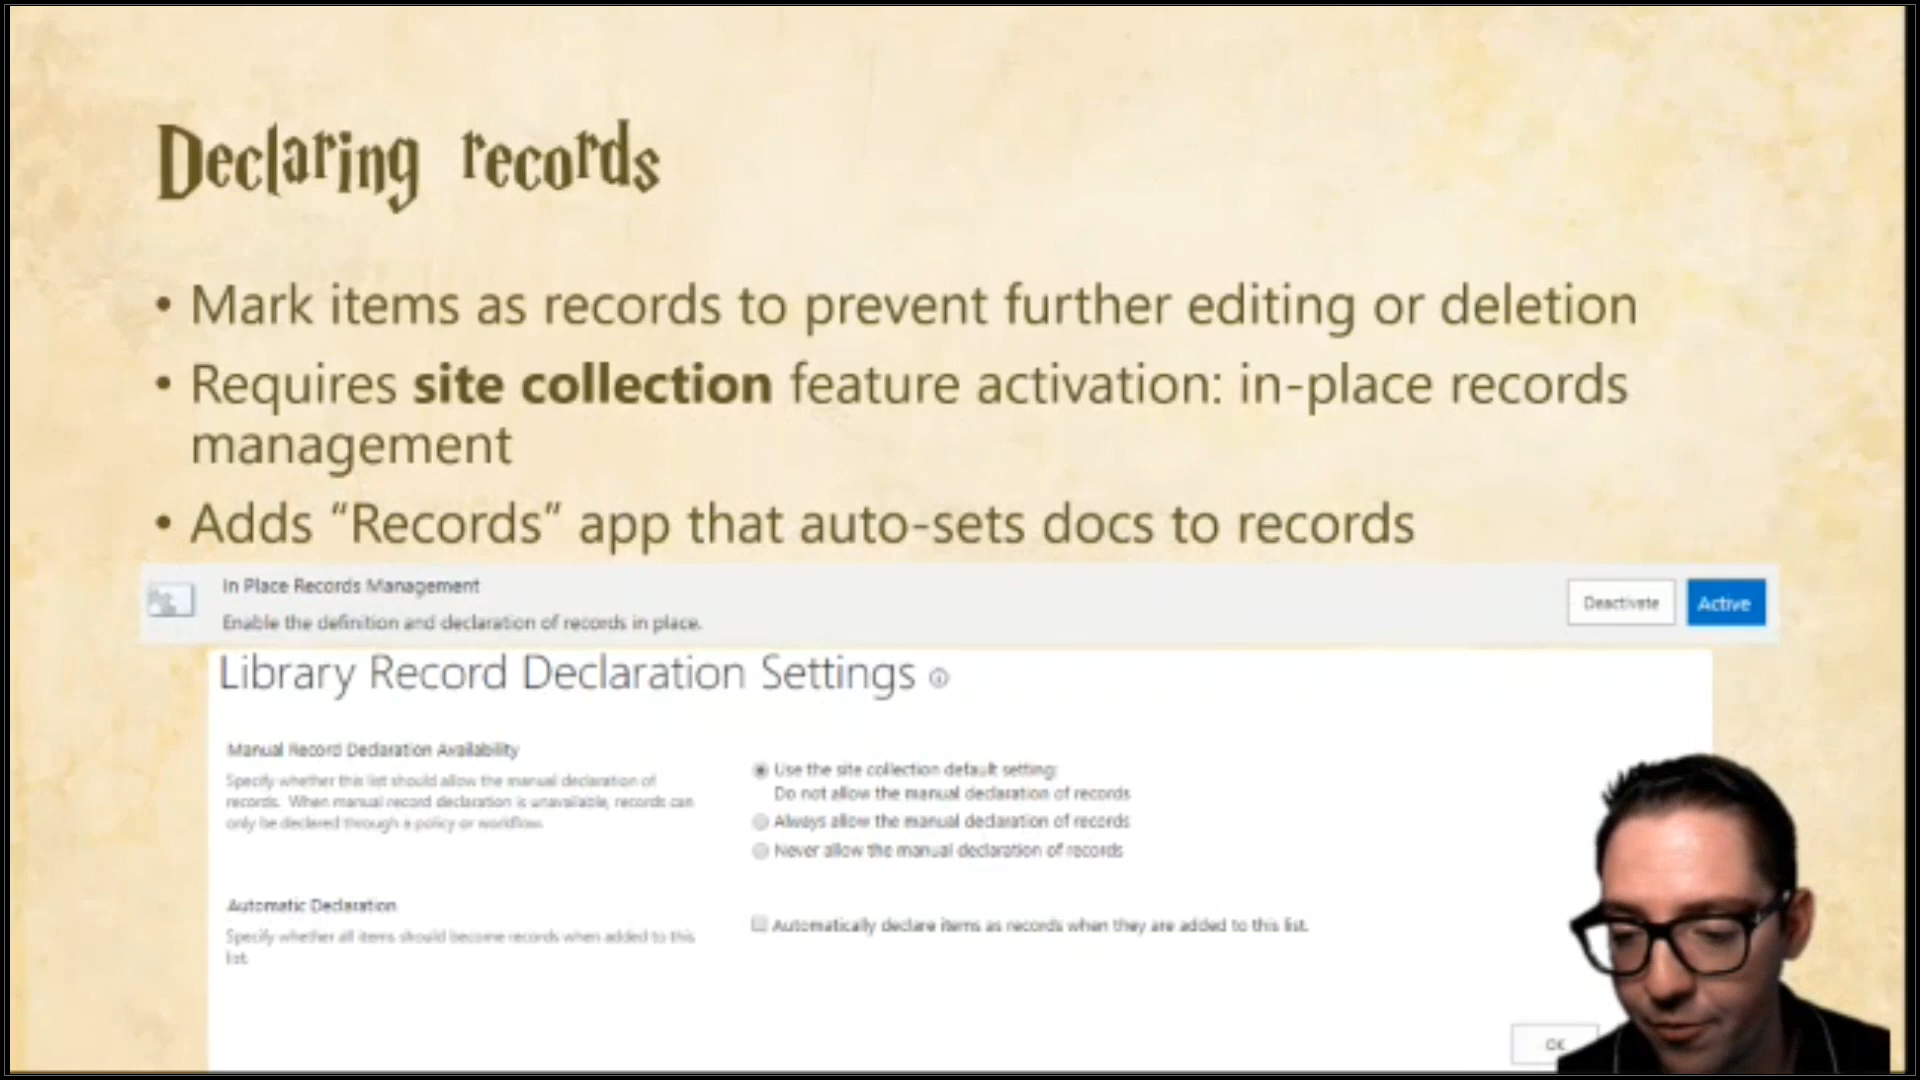 Declaring records
• Mark items as records to prevent further editing or deletion
• Requires site collection feature activation: in-place records
management
• Adds “Records” app that auto-sets docs to records
In Place Records Management
Enable the definition and declaration of records in place.
Deactivate
Active
Library Record Declaration Settings
Manual Record Declaration Availability
Specify whether this list should allow the manual declaration of
records. When manual record declaration is unavailable, records can
only be declared through a policy or workflow.
Use the site collection default setting:
Do not allow the manual declaration of records
Always allow the manual declaration of records
Never allow the manual declaration of records
Automatic Declaration
Specify whether all items should become records when added to this
list.
Automatically declare items as records when they are added to this list.
OK